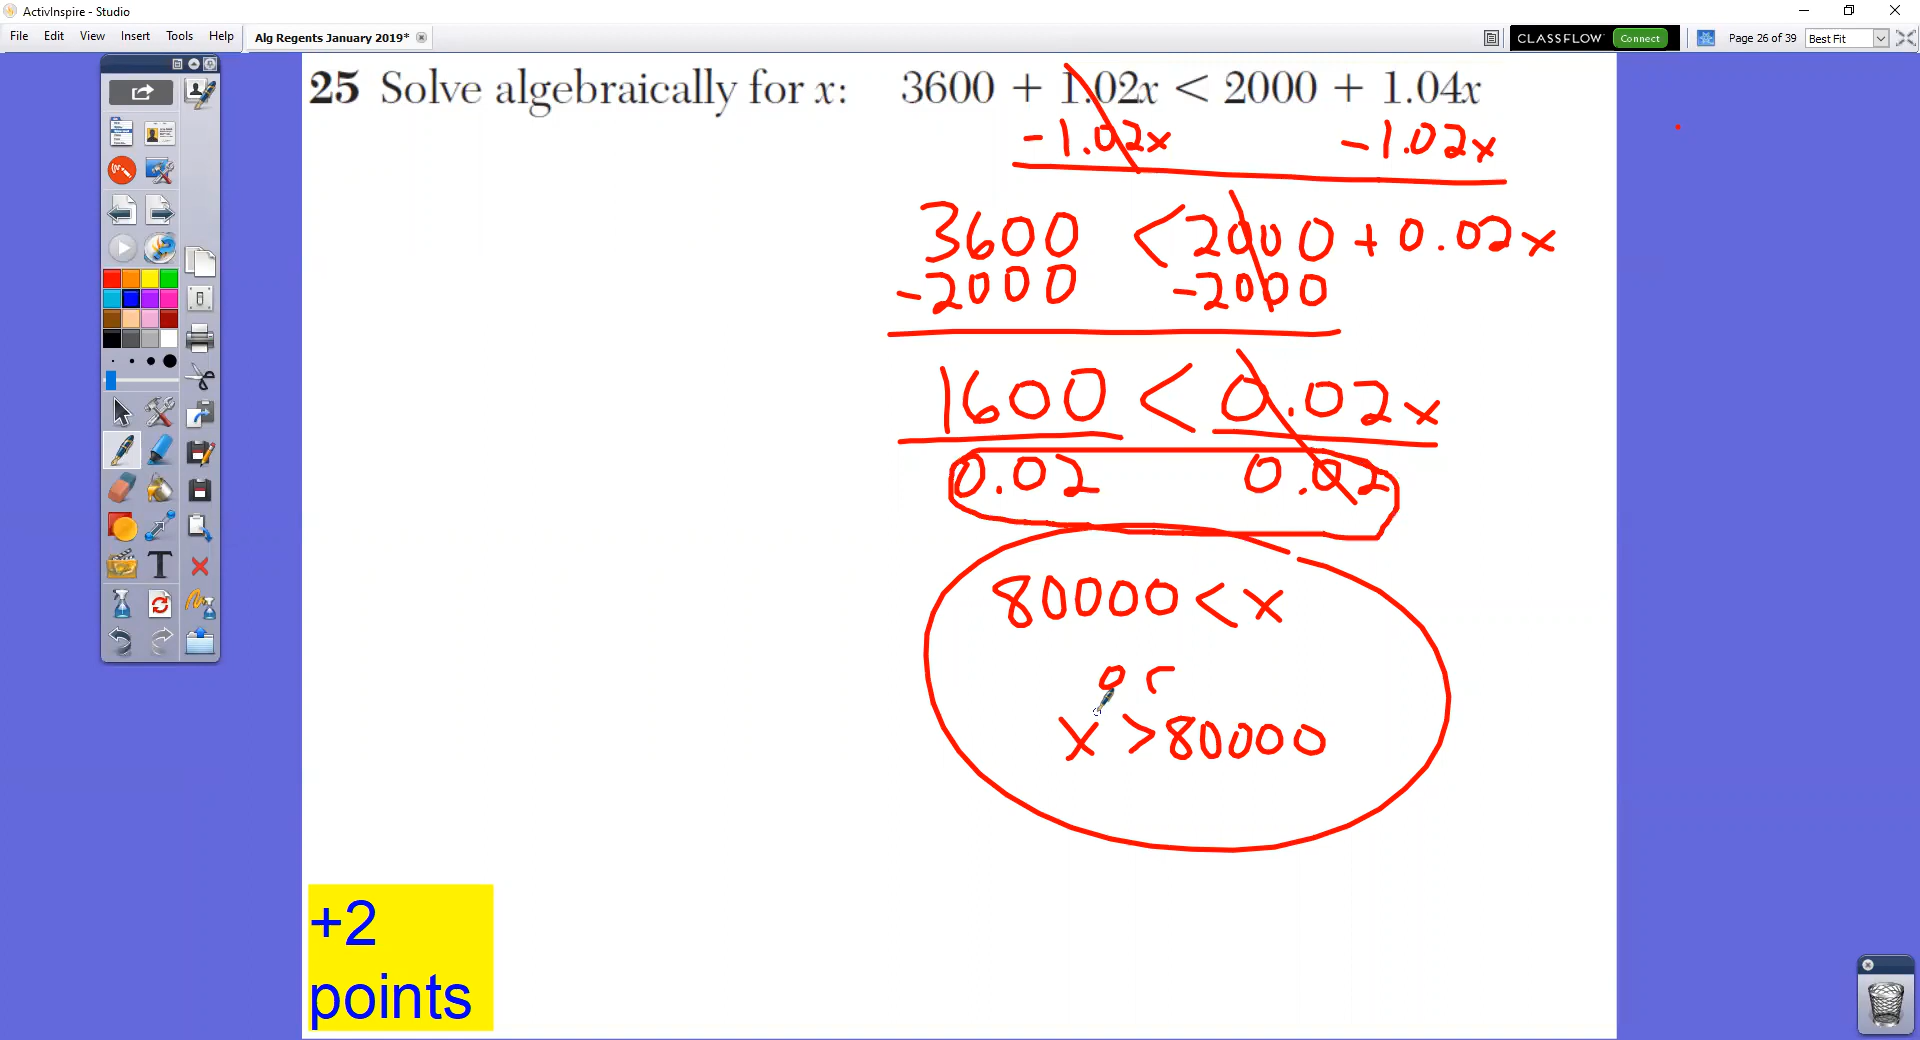 ActivInspire - Studio
File Edit View Insert Tools Help
Alg Regents January 2019*
CLASSFLOW Connect
Page 26 of 39
Best Fit
25 Solve algebraically for x: 3600 + 1.02x < 2000 + 1.04x
-1.02x -1.02x
3600 < 2000 + 0.02x
-2000 -2000
1600 < 0.02x
0.02 0.02
80000 < x
or
x > 80000
+2
points